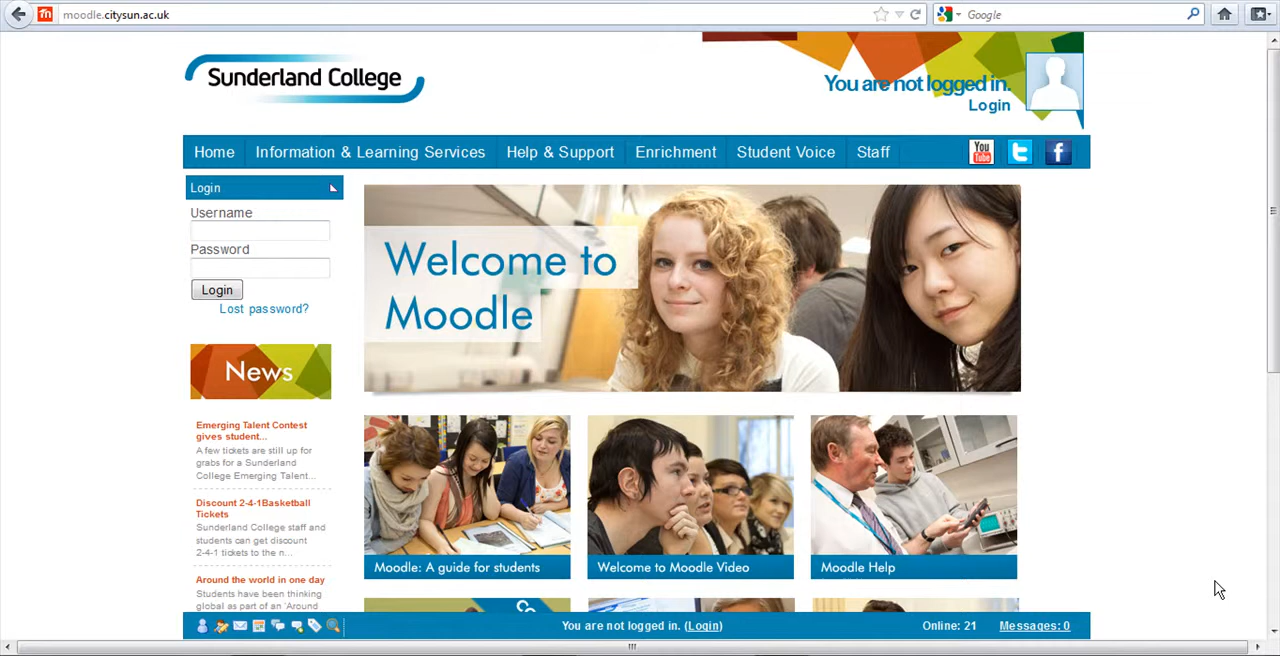 moodle.citysun.ac.uk
Google
Sunderland College
You are not logged in.
Login
Home
Information & Learning Services
Help & Support
Enrichment
Student Voice
Staff
You
Tube
Login
Username
Password
Login
Lost password?
Welcome to
Moodle
News
Emerging Talent Contest
gives student...
A few tickets are still up for
grabs for a Sunderland
College Emerging Talent...
Discount 2-4-1Basketball
Tickets
Sunderland College staff and
students can get discount
2-4-1 tickets to the n...
Around the world in one day
Students have been thinking
global as part of an 'Around
Moodle: A guide for students
Welcome to Moodle Video
Moodle Help
You are not logged in. (Login)
Online: 21
Messages: 0